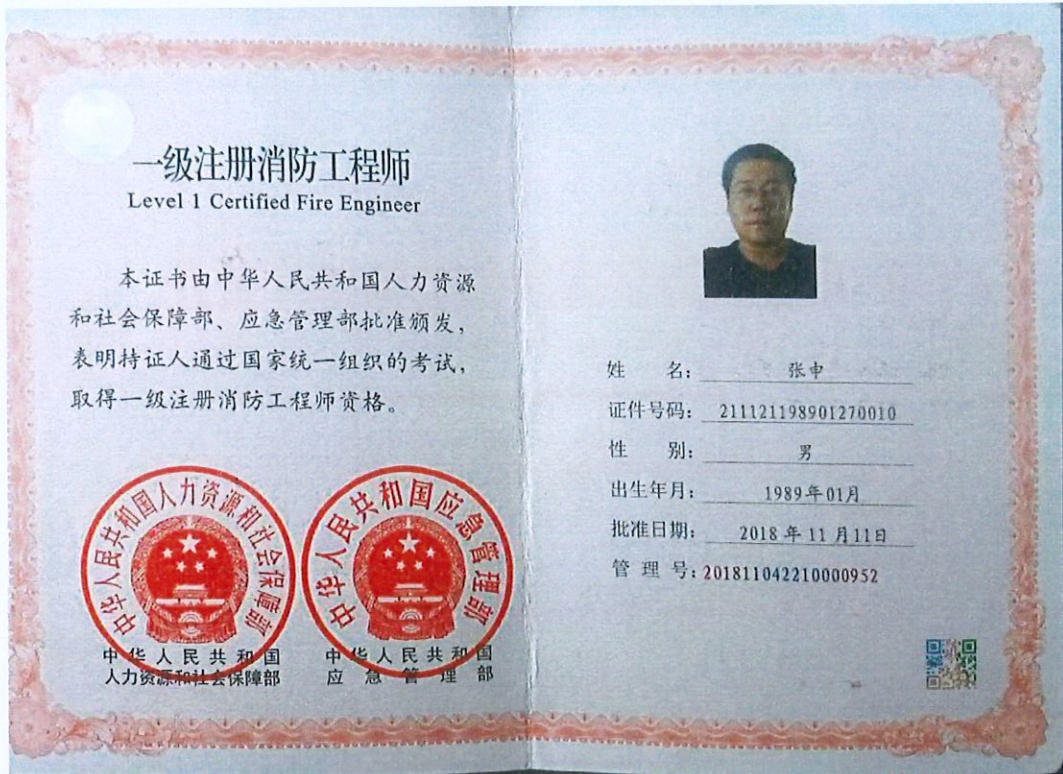 一级注册消防工程师
Level 1 Certified Fire Engineer
本证书由中华人民共和国人力资源
和社会保障部、应急管理部批准颁发，
表明持证人通过国家统一组织的考试，
取得一级注册消防工程师资格。
中华人民共和国人力资源和社会保障部
中华人民共和国应急管理部
中华人民共和国
人力资源和社会保障部
中华人民共和国
应急管理部
姓 名： 张申
证件号码： 211121198901270010
性 别： 男
出生年月： 1989年01月
批准日期： 2018 年 11 月11日
管 理 号：201811042210000952